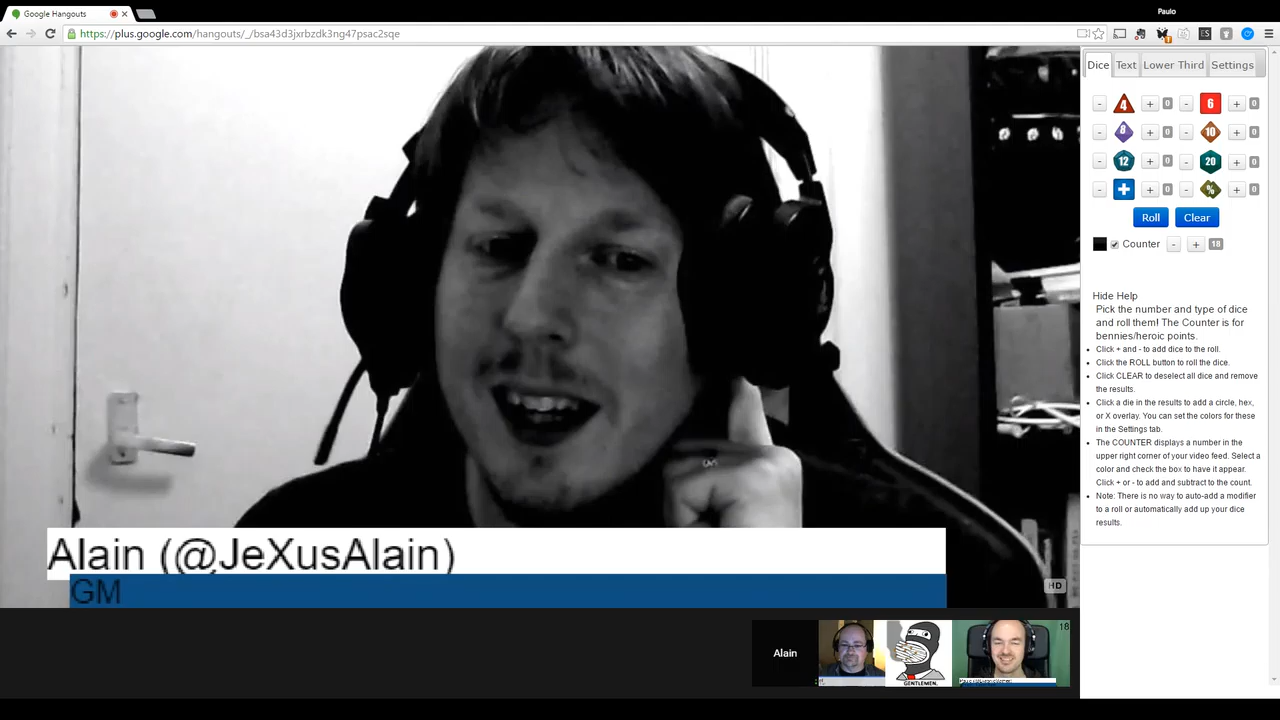 Paulo
Google Hangouts
https://plus.google.com/hangouts/_/bsa43d3jxrbzdk3ng47psac2sqe
ES
Dice Text Lower Third Settings
- 4 + 0 - 6 + 0
- 8 + 0 - 10 + 0
- 12 + 0 - 20 + 0
- + + 0 - % + 0
Roll Clear
Counter - + 18
Hide Help
Pick the number and type of dice
and roll them! The Counter is for
bennies/heroic points.
Click + and - to add dice to the roll.
Click the ROLL button to roll the dice.
Click CLEAR to deselect all dice and remove
the results.
Click a die in the results to add a circle, hex,
or X overlay. You can set the colors for these
in the Settings tab.
The COUNTER displays a number in the
upper right corner of your video feed. Select a
color and check the box to have it appear.
Click + or - to add and subtract to the count.
Note: There is no way to auto-add a modifier
to a roll or automatically add up your dice
results.
Alain (@JeXusAlain)
GM
HD
Alain
GENTLEMEN.
18